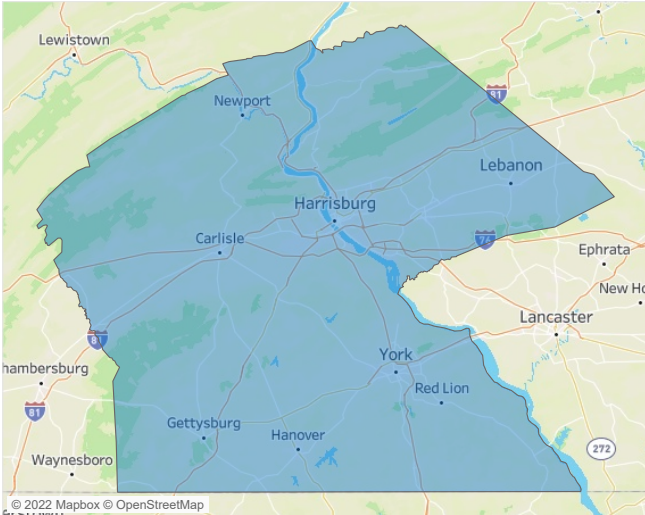 Lewistown
81
Newport
Lebanon
Harrisburg
Carlisle
76
Ephrata
New Ho
Lancaster
81
hambersburg
York
Red Lion
81
Gettysburg
Hanover
272
Waynesboro
© 2022 Mapbox © OpenStreetMap